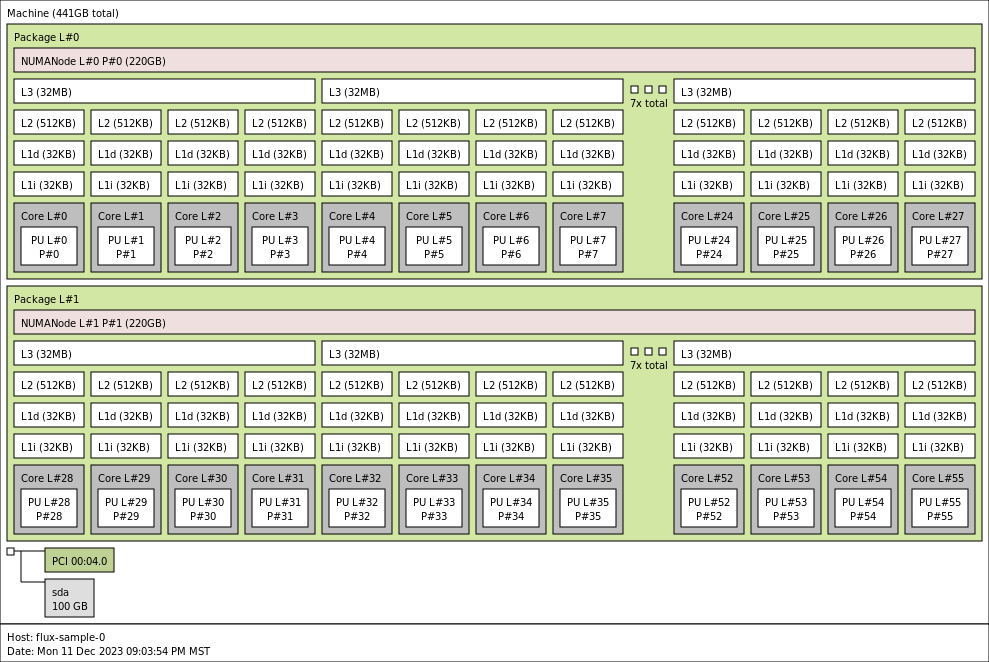 Machine (441GB total)
Package L#0
NUMANode L#0 P#0 (220GB)
L3 (32MB) L3 (32MB) L3 (32MB)
7x total
L2 (512KB) L2 (512KB) L2 (512KB) L2 (512KB) L2 (512KB) L2 (512KB) L2 (512KB) L2 (512KB) L2 (512KB) L2 (512KB) L2 (512KB) L2 (512KB)
L1d (32KB) L1d (32KB) L1d (32KB) L1d (32KB) L1d (32KB) L1d (32KB) L1d (32KB) L1d (32KB) L1d (32KB) L1d (32KB) L1d (32KB) L1d (32KB)
L1i (32KB) L1i (32KB) L1i (32KB) L1i (32KB) L1i (32KB) L1i (32KB) L1i (32KB) L1i (32KB) L1i (32KB) L1i (32KB) L1i (32KB) L1i (32KB)
Core L#0 Core L#1 Core L#2 Core L#3 Core L#4 Core L#5 Core L#6 Core L#7 Core L#24 Core L#25 Core L#26 Core L#27
PU L#0 PU L#1 PU L#2 PU L#3 PU L#4 PU L#5 PU L#6 PU L#7 PU L#24 PU L#25 PU L#26 PU L#27
P#0 P#1 P#2 P#3 P#4 P#5 P#6 P#7 P#24 P#25 P#26 P#27
Package L#1
NUMANode L#1 P#1 (220GB)
L3 (32MB) L3 (32MB) L3 (32MB)
7x total
L2 (512KB) L2 (512KB) L2 (512KB) L2 (512KB) L2 (512KB) L2 (512KB) L2 (512KB) L2 (512KB) L2 (512KB) L2 (512KB) L2 (512KB) L2 (512KB)
L1d (32KB) L1d (32KB) L1d (32KB) L1d (32KB) L1d (32KB) L1d (32KB) L1d (32KB) L1d (32KB) L1d (32KB) L1d (32KB) L1d (32KB) L1d (32KB)
L1i (32KB) L1i (32KB) L1i (32KB) L1i (32KB) L1i (32KB) L1i (32KB) L1i (32KB) L1i (32KB) L1i (32KB) L1i (32KB) L1i (32KB) L1i (32KB)
Core L#28 Core L#29 Core L#30 Core L#31 Core L#32 Core L#33 Core L#34 Core L#35 Core L#52 Core L#53 Core L#54 Core L#55
PU L#28 PU L#29 PU L#30 PU L#31 PU L#32 PU L#33 PU L#34 PU L#35 PU L#52 PU L#53 PU L#54 PU L#55
P#28 P#29 P#30 P#31 P#32 P#33 P#34 P#35 P#52 P#53 P#54 P#55
PCI 00:04.0
sda
100 GB
Host: flux-sample-0
Date: Mon 11 Dec 2023 09:03:54 PM MST